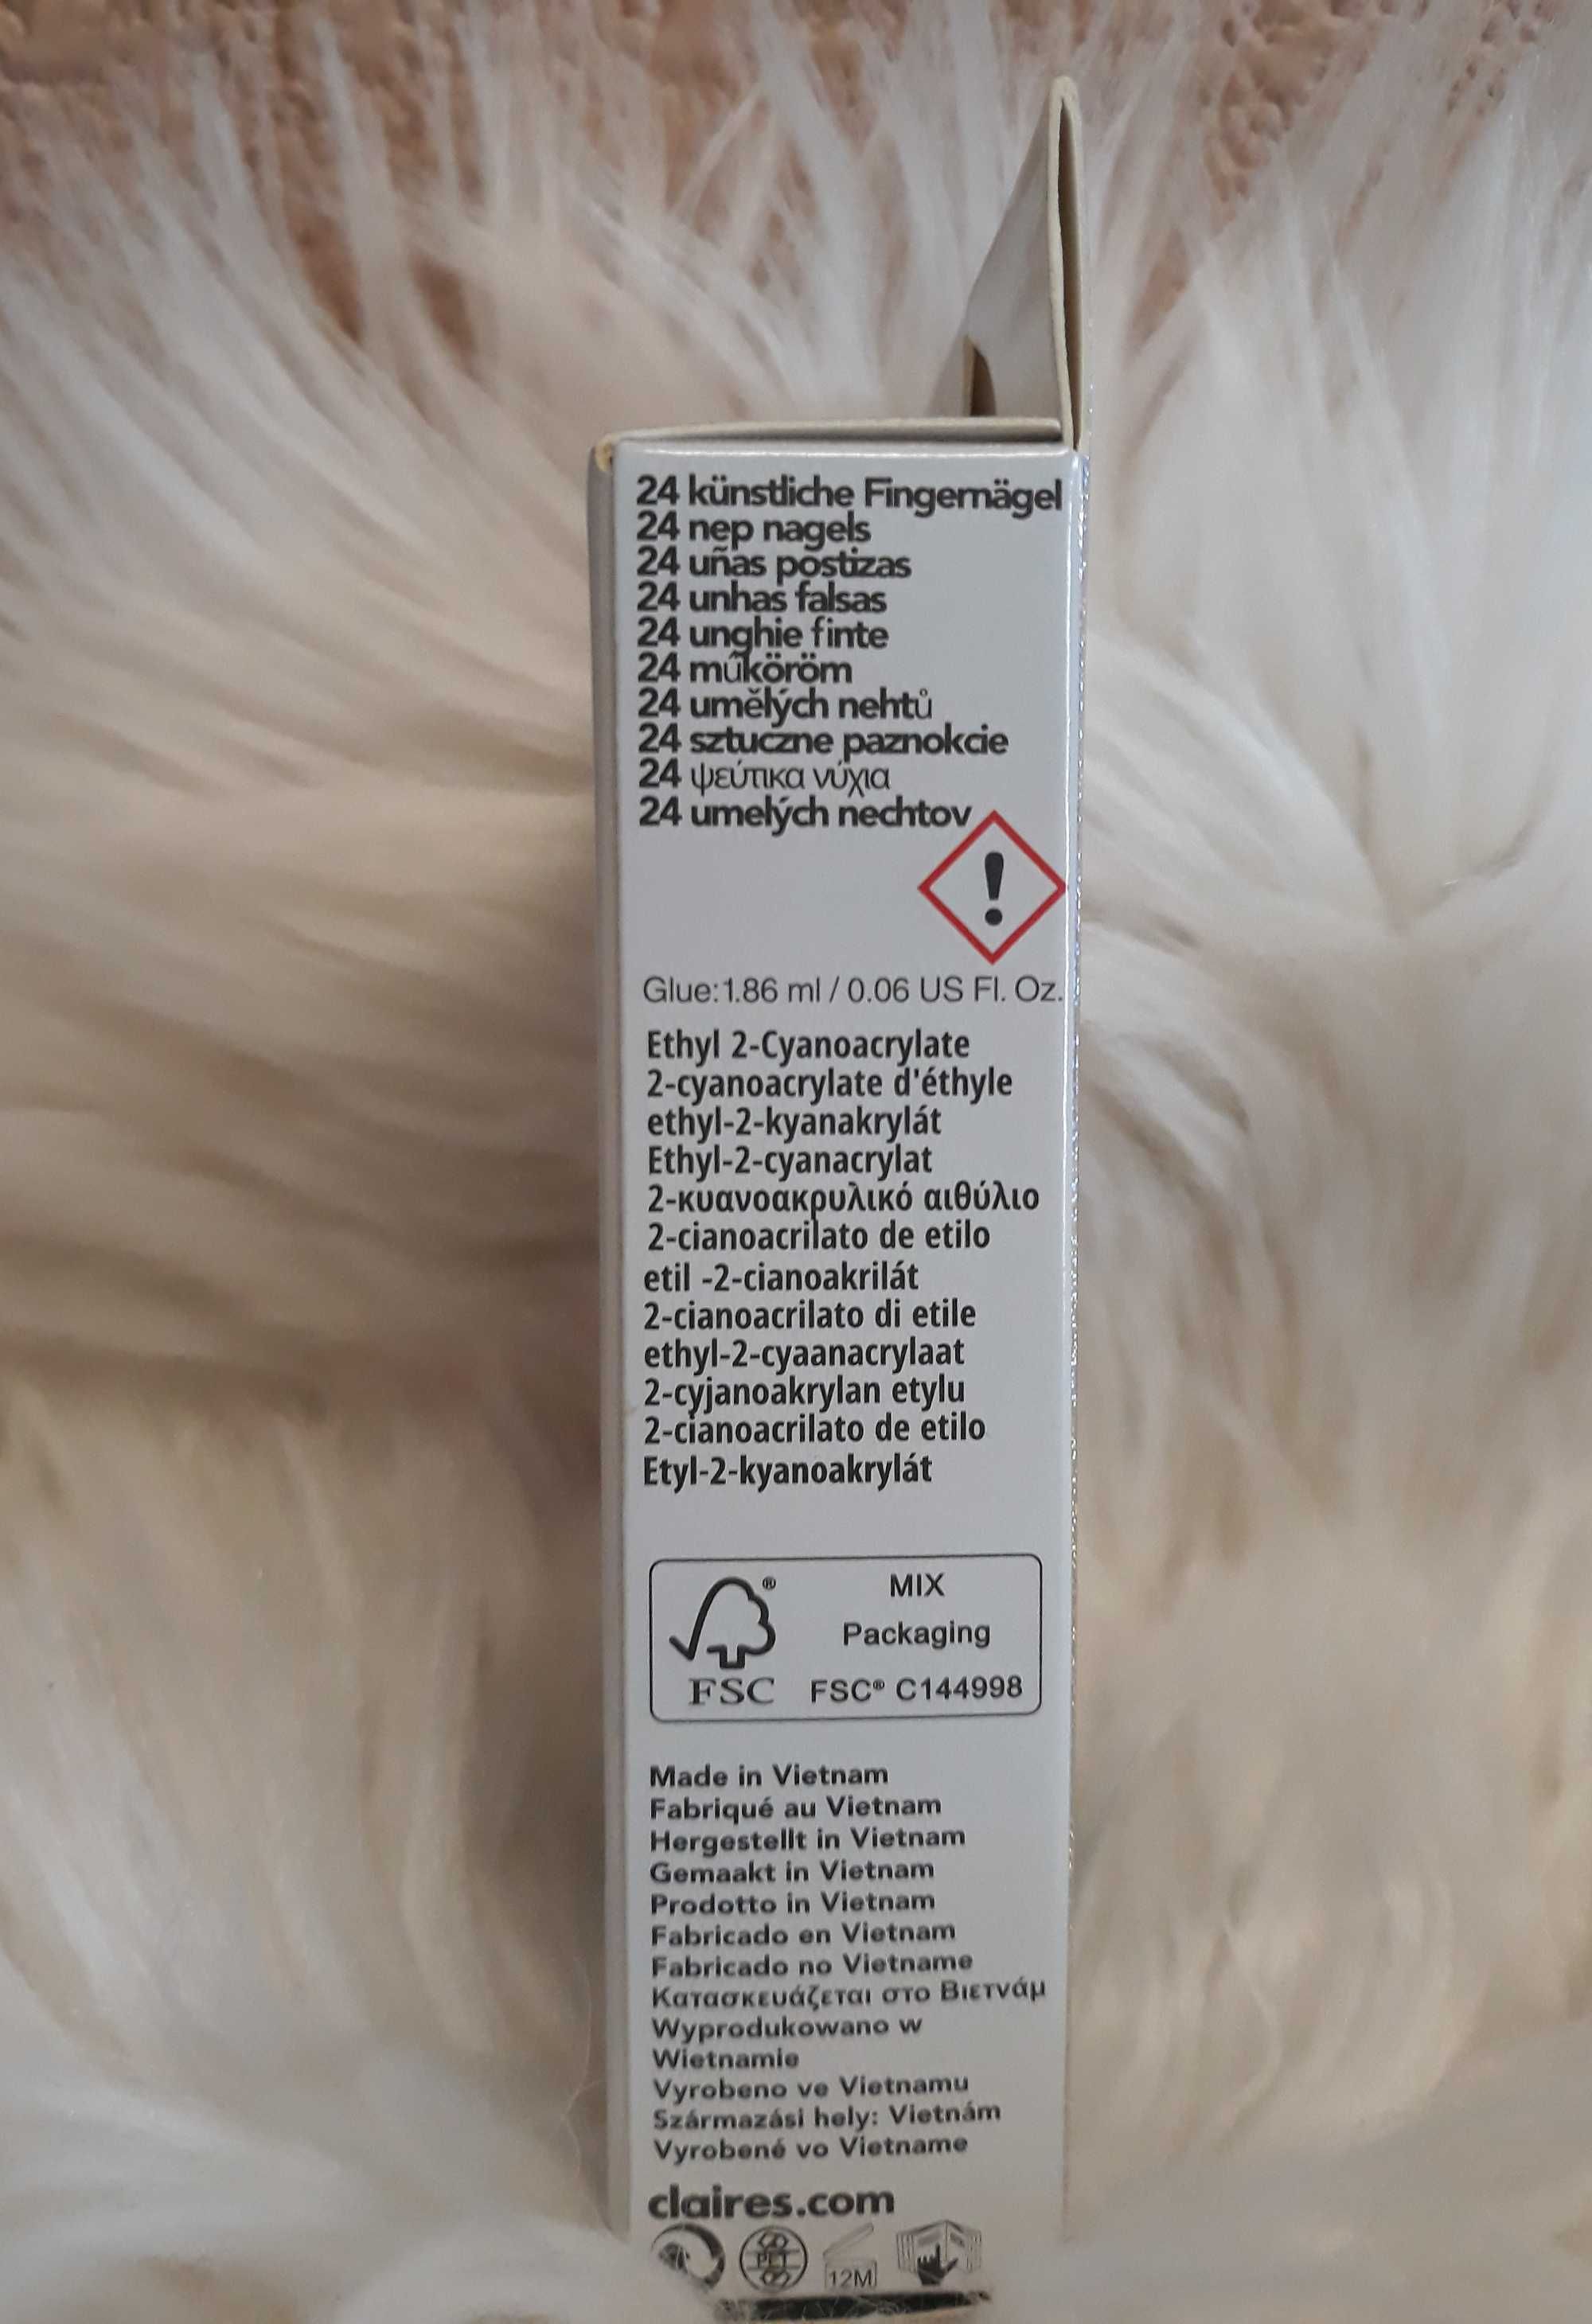 24 künstliche Fingernägel
24 nep nagels
24 uñas postizas
24 unhas falsas
24 unghie finte
24 műköröm
24 umělých nehtů
24 sztuczne paznokcie
24 ψεύτικα νύχια
24 umelých nechtov
Glue:1.86 ml / 0.06 US Fl. Oz.
Ethyl 2-Cyanoacrylate
2-cyanoacrylate d'éthyle
ethyl-2-kyanakrylát
Ethyl-2-cyanacrylat
2-κυανοακρυλικό αιθύλιο
2-cianoacrilato de etilo
etil -2-cianoakrilát
2-cianoacrilato di etile
ethyl-2-cyaanacrylaat
2-cyjanoakrylan etylu
2-cianoacrilato de etilo
Etyl-2-kyanoakrylát
MIX
Packaging
FSC® C144998
®
FSC
Made in Vietnam
Fabriqué au Vietnam
Hergestellt in Vietnam
Gemaakt in Vietnam
Prodotto in Vietnam
Fabricado en Vietnam
Fabricado no Vietname
Κατασκευάζεται στο Βιετνάμ
Wyprodukowano w
Wietnamie
Vyrobeno ve Vietnamu
Származási hely: Vietnám
Vyrobené vo Vietname
claires.com
PET
12M